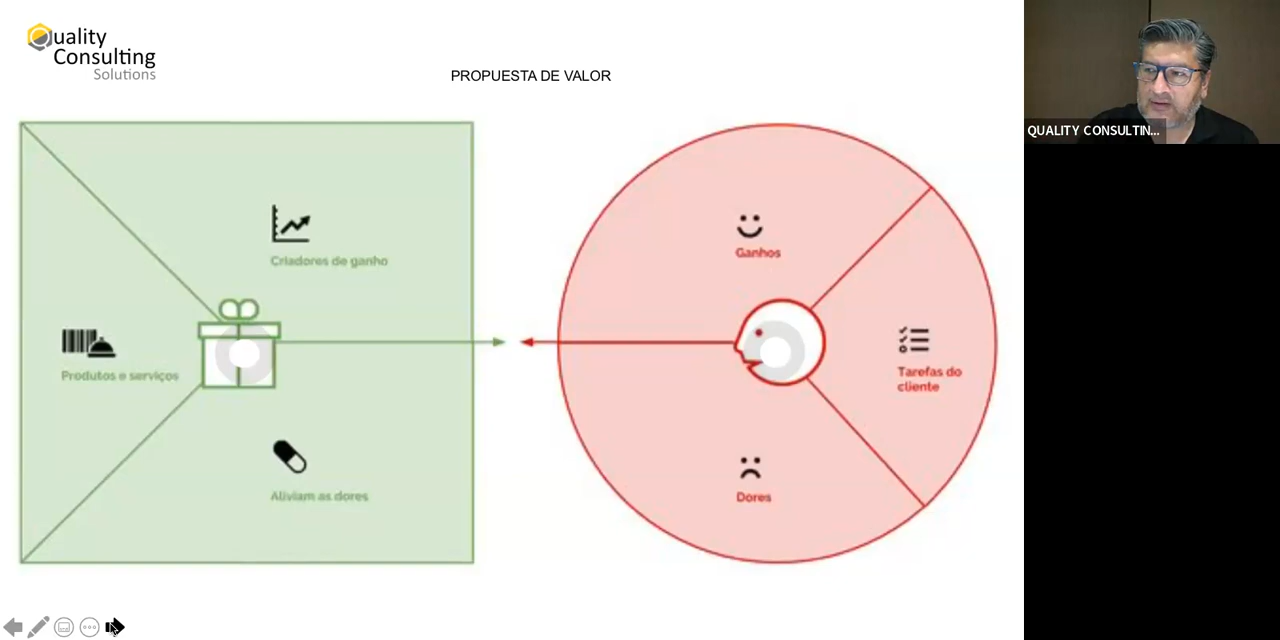 Quality
Consulting
Solutions
PROPUESTA DE VALOR
QUALITY CONSULTIN...
Criadores de ganho
Produtos e serviços
Aliviam as dores
Ganhos
Tarefas do
cliente
Dores